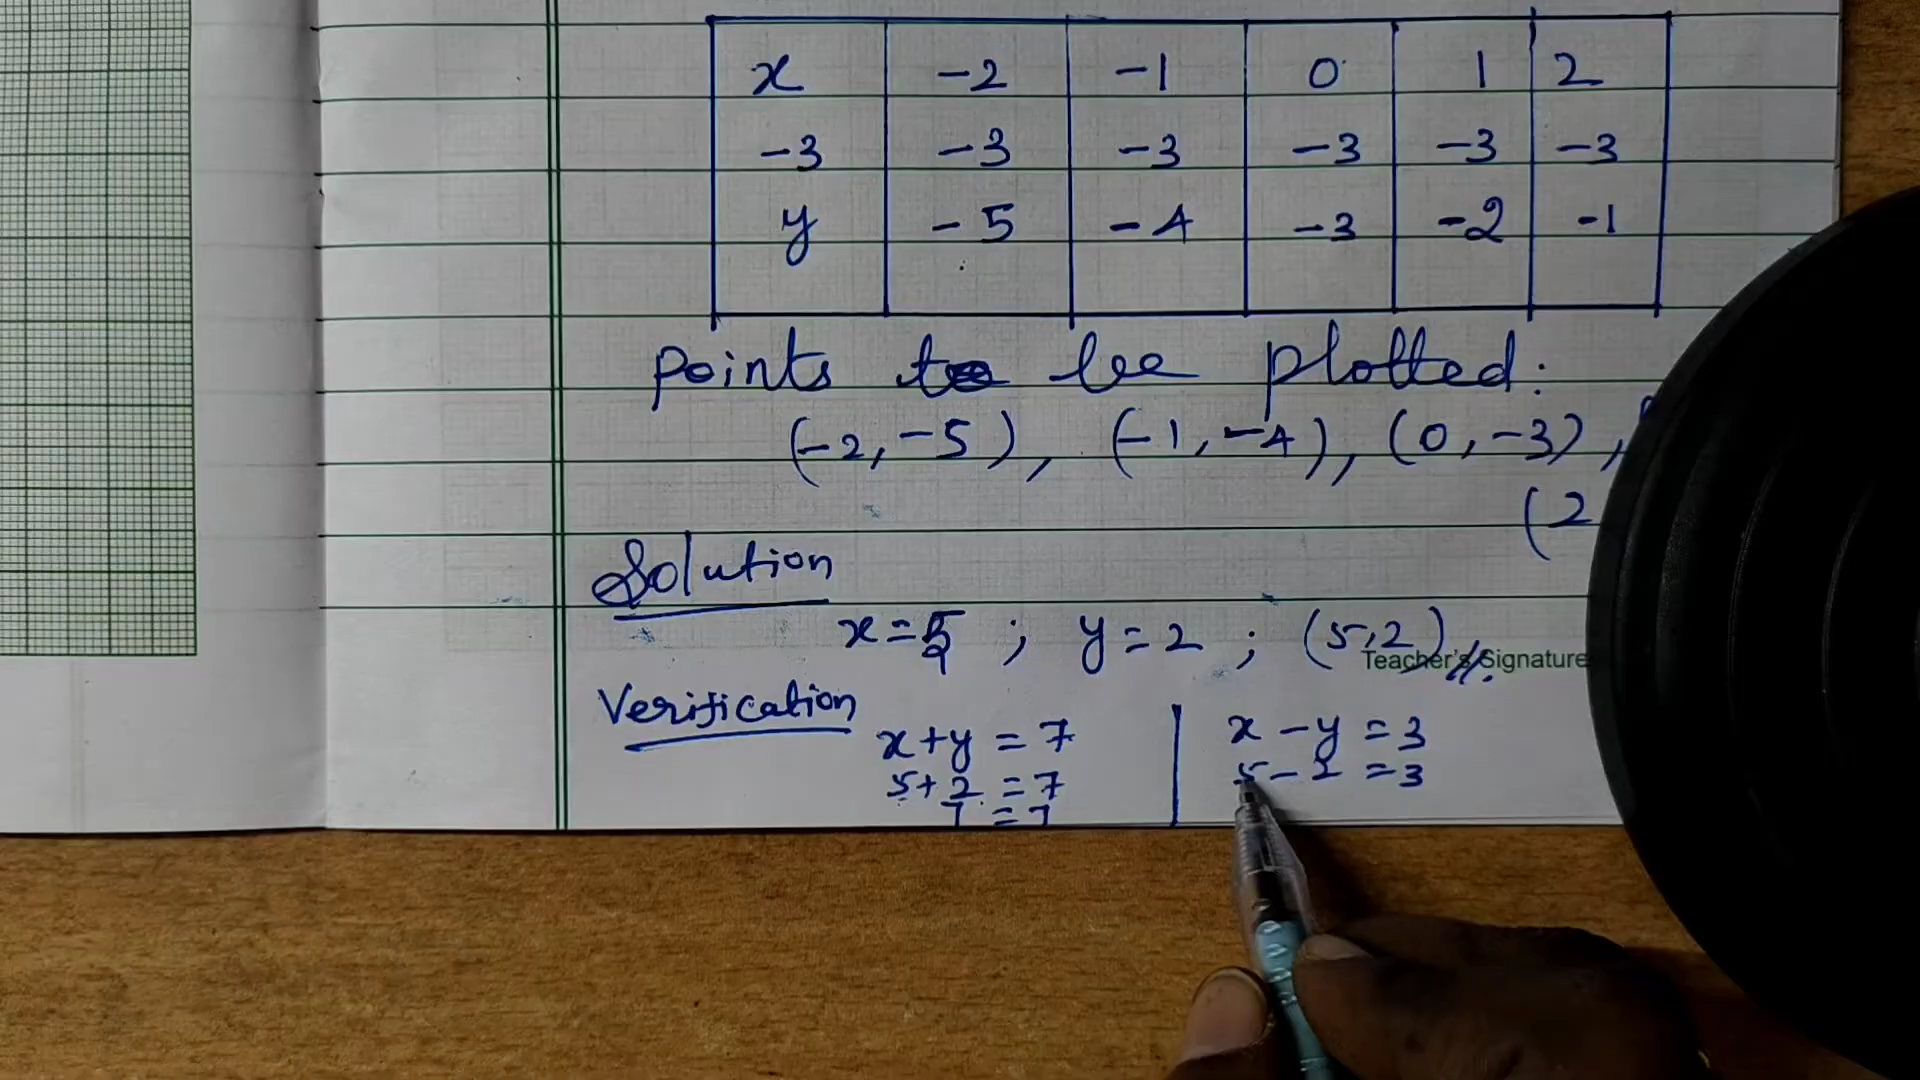 x -2 -1 0 1 2
-3 -3 -3 -3 -3 -3
y -5 -4 -3 -2 -1
Points to be plotted:
(-2, -5), (-1, -4), (0, -3),
(2
Solution
x = 5 ; y = 2 ; (5,2)
Teacher's Signature
Verification
x + y = 7
5 + 2 = 7
7 = 7
x - y = 3
5 - 2 = 3